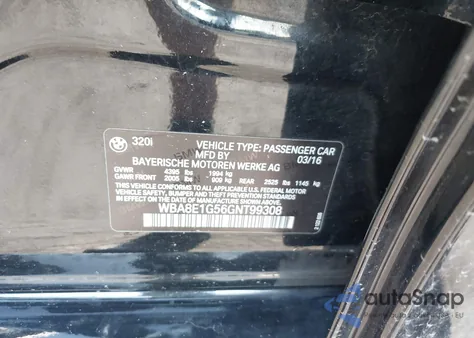 320i VEHICLE TYPE: PASSENGER CAR
MFD BY BAYERISCHE MOTOREN WERKE AG 03/16
GVWR 4395 lbs 1994 kg
GAWR FRONT 2005 lbs 909 kg REAR 2525 lbs 1145 kg
THIS VEHICLE CONFORMS TO ALL APPLICABLE U.S. FEDERAL MOTOR
VEHICLE SAFETY, BUMPER, AND THEFT PREVENTION STANDARDS
IN EFFECT ON THE DATE OF MANUFACTURE SHOWN ABOVE.
WBA8E1G56GNT99308
autoSnap